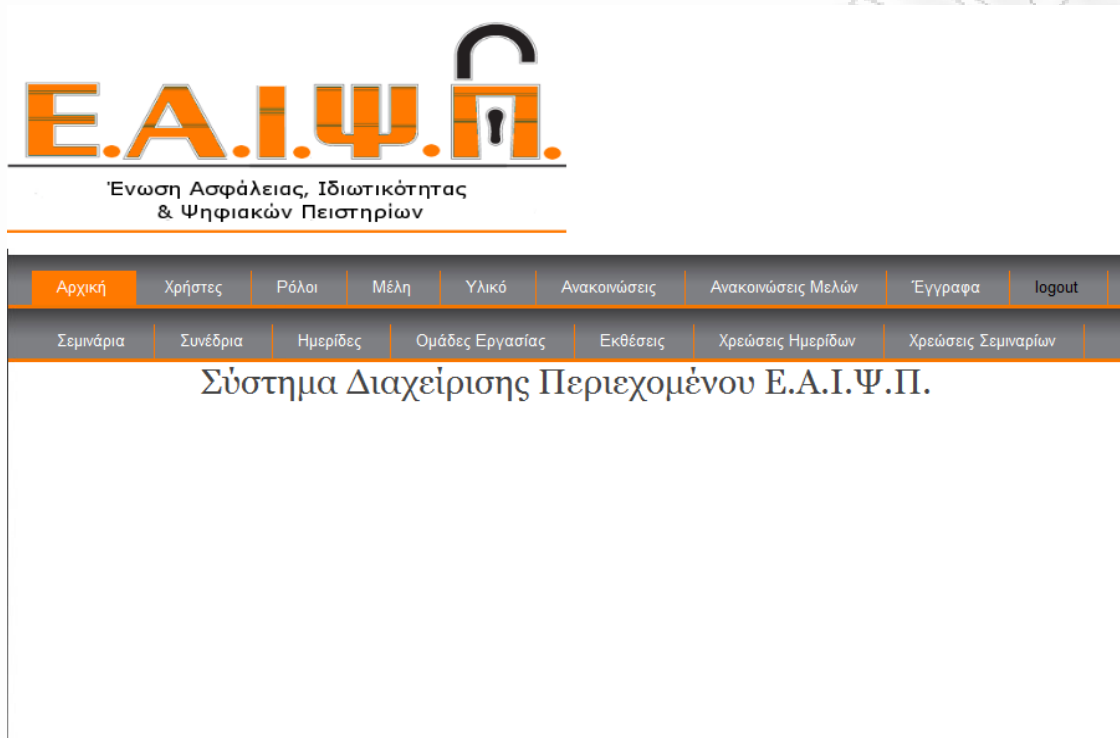 Ε.Α.Ι.Ψ.Π.
Ένωση Ασφάλειας, Ιδιωτικότητας
& Ψηφιακών Πειστηρίων
Αρχική Χρήστες Ρόλοι Μέλη Υλικό Ανακοινώσεις Ανακοινώσεις Μελών Έγγραφα logout
Σεμινάρια Συνέδρια Ημερίδες Ομάδες Εργασίας Εκθέσεις Χρεώσεις Ημερίδων Χρεώσεις Σεμιναρίων
Σύστημα Διαχείρισης Περιεχομένου Ε.Α.Ι.Ψ.Π.